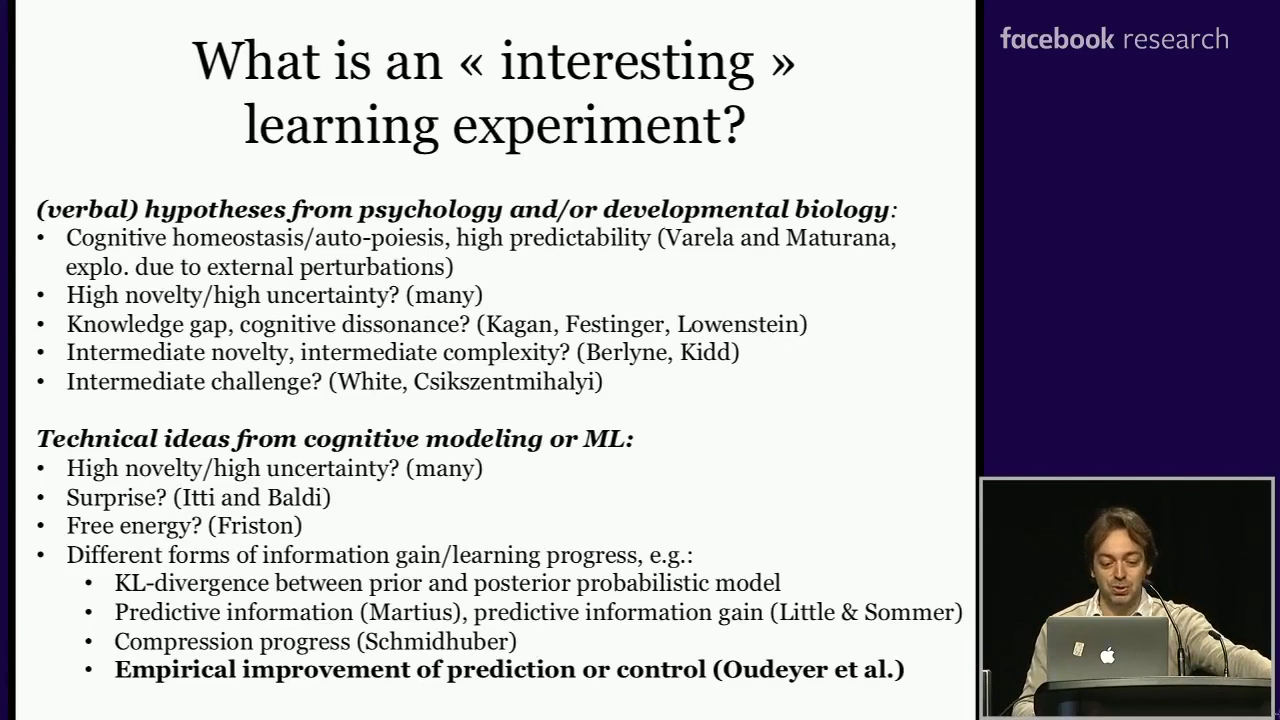 What is an « interesting »
learning experiment?
(verbal) hypotheses from psychology and/or developmental biology:
• Cognitive homeostasis/auto-poiesis, high predictability (Varela and Maturana,
explo. due to external perturbations)
• High novelty/high uncertainty? (many)
• Knowledge gap, cognitive dissonance? (Kagan, Festinger, Lowenstein)
• Intermediate novelty, intermediate complexity? (Berlyne, Kidd)
• Intermediate challenge? (White, Csikszentmihalyi)
Technical ideas from cognitive modeling or ML:
• High novelty/high uncertainty? (many)
• Surprise? (Itti and Baldi)
• Free energy? (Friston)
• Different forms of information gain/learning progress, e.g.:
• KL-divergence between prior and posterior probabilistic model
• Predictive information (Martius), predictive information gain (Little & Sommer)
• Compression progress (Schmidhuber)
• Empirical improvement of prediction or control (Oudeyer et al.)
facebook research